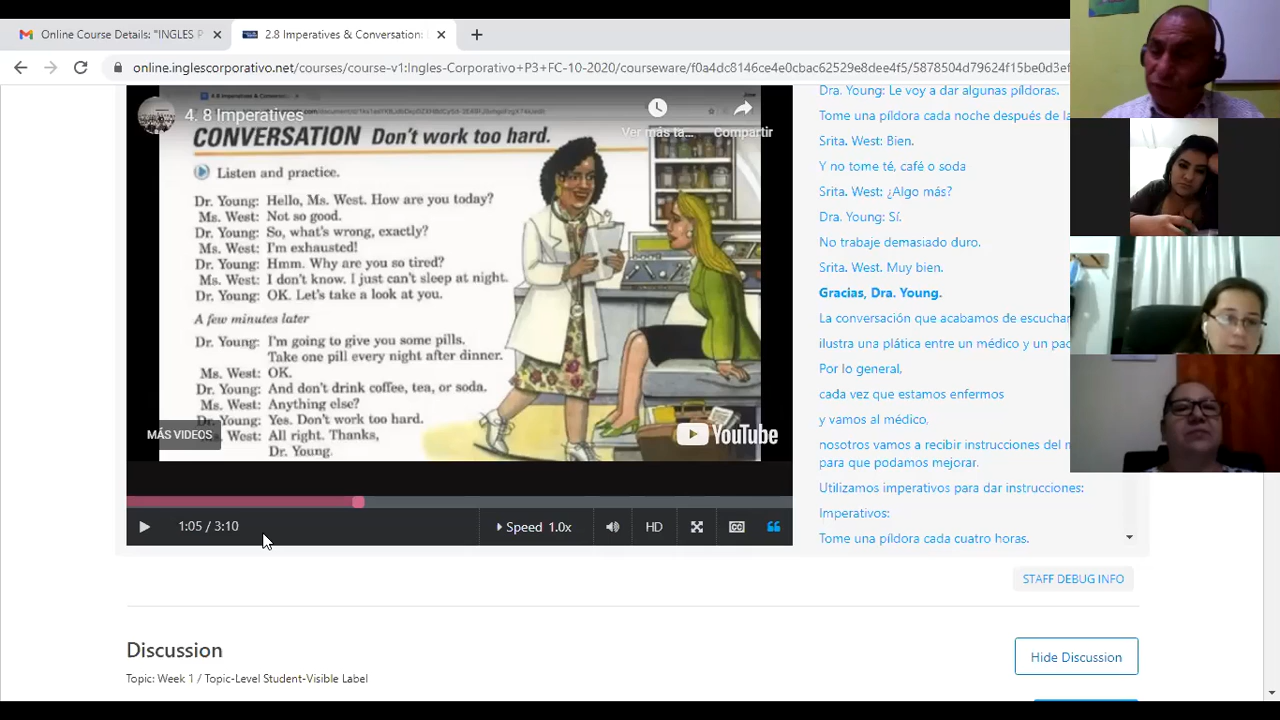 Online Course Details: "INGLES P
2.8 Imperatives & Conversation:
online.inglescorporativo.net/courses/course-v1:Ingles-Corporativo+P3+FC-10-2020/courseware/f0a4dc8146ce4e0cbac62529e8dee4f5/5878504d79624f15be0d3ef
4. 8 Imperatives
Ver más ta...
Compartir
CONVERSATION Don't work too hard.
Listen and practice.
Dr. Young: Hello, Ms. West. How are you today?
Ms. West: Not so good.
Dr. Young: So, what's wrong, exactly?
Ms. West: I'm exhausted!
Dr. Young: Hmm. Why are you so tired?
Ms. West: I don't know. I just can't sleep at night.
Dr. Young: OK. Let's take a look at you.
A few minutes later
Dr. Young: I'm going to give you some pills.
Take one pill every night after dinner.
Ms. West: OK.
Dr. Young: And don't drink coffee, tea, or soda.
Ms. West: Anything else?
Young: Yes. Don't work too hard.
West: All right. Thanks,
Dr. Young.
MÁS VIDEOS
YouTube
1:05 / 3:10
Speed 1.0x
HD
Dra. Young: Le voy a dar algunas píldoras.
Tome una píldora cada noche después de la
Srita. West: Bien.
Y no tome té, café o soda
Srita. West: ¿Algo más?
Dra. Young: Sí.
No trabaje demasiado duro.
Srita. West. Muy bien.
Gracias, Dra. Young.
La conversación que acabamos de escuchar
ilustra una plática entre un médico y un pac
Por lo general,
cada vez que estamos enfermos
y vamos al médico,
nosotros vamos a recibir instrucciones del m
para que podamos mejorar.
Utilizamos imperativos para dar instrucciones:
Imperativos:
Tome una píldora cada cuatro horas.
STAFF DEBUG INFO
Discussion
Hide Discussion
Topic: Week 1 / Topic-Level Student-Visible Label